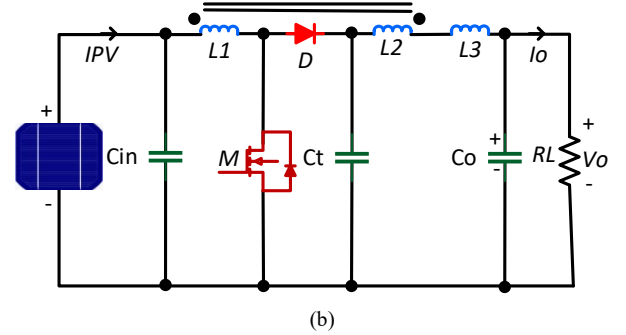 IPV
L1
D
L2
L3
Io
+
-
Cin
M
Ct
Co
+
-
RL
+
Vo
-
(b)